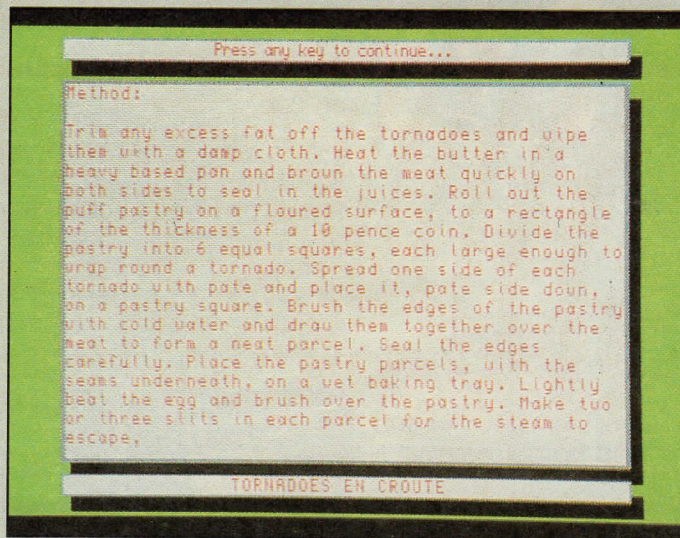 Press any key to continue...
Method:
Trim any excess fat off the tornadoes and wipe
them with a damp cloth. Heat the butter in a
heavy based pan and brown the meat quickly on
both sides to seal in the juices. Roll out the
puff pastry on a floured surface, to a rectangle
of the thickness of a 10 pence coin. Divide the
pastry into 6 equal squares, each large enough to
wrap round a tornado. Spread one side of each
tornado with pate and place it, pate side down,
on a pastry square. Brush the edges of the pastry
with cold water and draw them together over the
meat to form a neat parcel. Seal the edges
carefully. Place the pastry parcels, with the
seams underneath, on a wet baking tray. Lightly
beat the egg and brush over the pastry. Make two
or three slits in each parcel for the steam to
escape.
TORNADOES EN CROUTE